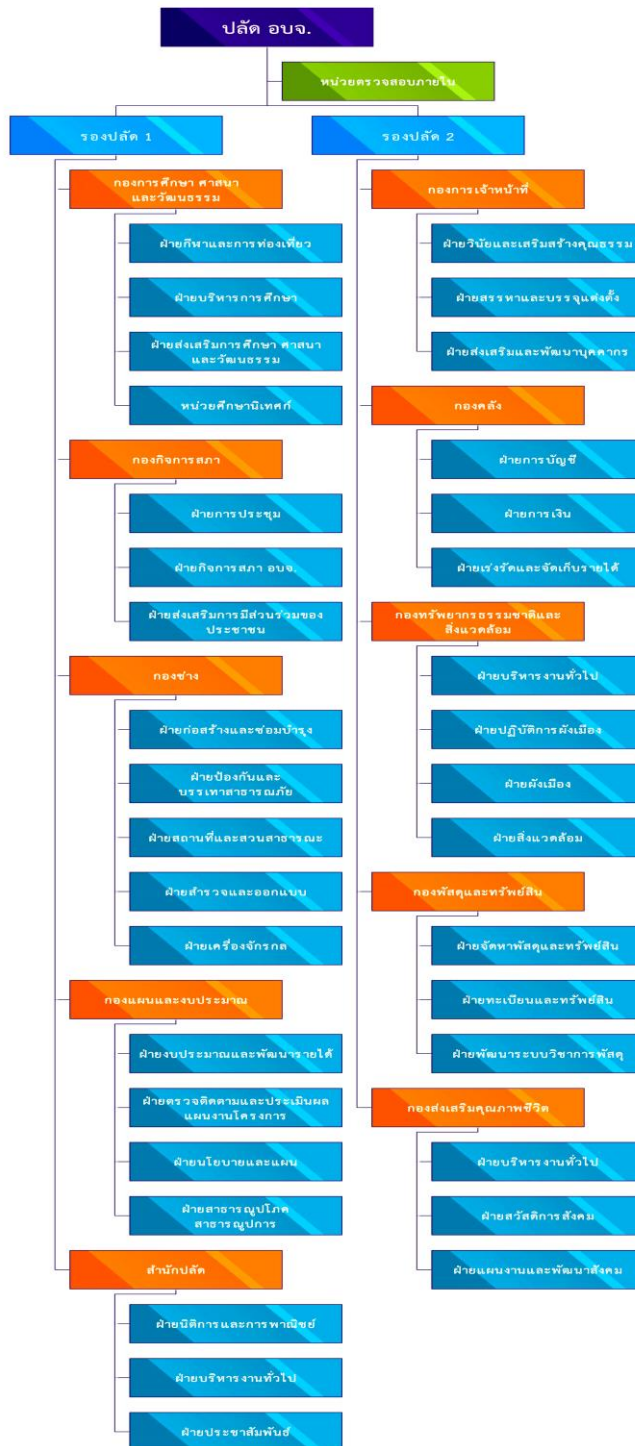 ปลัด อบจ.
หน่วยตรวจสอบภายใน
รองปลัด 1
กองการศึกษา ศาสนา
และวัฒนธรรม
ฝ่ายกีฬาและการท่องเที่ยว
ฝ่ายบริหารการศึกษา
ฝ่ายส่งเสริมการศึกษา ศาสนา
และวัฒนธรรม
หน่วยศึกษานิเทศก์
กองกิจการสภา
ฝ่ายการประชุม
ฝ่ายกิจการสภา อบจ.
ฝ่ายส่งเสริมการมีส่วนร่วมของ
ประชาชน
กองช่าง
ฝ่ายก่อสร้างและซ่อมบำรุง
ฝ่ายป้องกันและ
บรรเทาสาธารณภัย
ฝ่ายสถานที่และสวนสาธารณะ
ฝ่ายสำรวจและออกแบบ
ฝ่ายเครื่องจักรกล
กองแผนและงบประมาณ
ฝ่ายงบประมาณและพัฒนารายได้
ฝ่ายตรวจติดตามและประเมินผล
แผนงานโครงการ
ฝ่ายนโยบายและแผน
ฝ่ายสาธารณูปโภค
สาธารณูปการ
สำนักปลัด
ฝ่ายนิติการและการพาณิชย์
ฝ่ายบริหารงานทั่วไป
ฝ่ายประชาสัมพันธ์
รองปลัด 2
กองการเจ้าหน้าที่
ฝ่ายวินัยและเสริมสร้างคุณธรรม
ฝ่ายสรรหาและบรรจุแต่งตั้ง
ฝ่ายส่งเสริมและพัฒนาบุคคากร
กองคลัง
ฝ่ายการบัญชี
ฝ่ายการเงิน
ฝ่ายเร่งรัดและจัดเก็บรายได้
กองทรัพยากรธรรมชาติและ
สิ่งแวดล้อม
ฝ่ายบริหารงานทั่วไป
ฝ่ายปฏิบัติการผังเมือง
ฝ่ายผังเมือง
ฝ่ายสิ่งแวดล้อม
กองพัสดุและทรัพย์สิน
ฝ่ายจัดหาพัสดุและทรัพย์สิน
ฝ่ายทะเบียนและทรัพย์สิน
ฝ่ายพัฒนาระบบวิชาการพัสดุ
กองส่งเสริมคุณภาพชีวิต
ฝ่ายบริหารงานทั่วไป
ฝ่ายสวัสดิการสังคม
ฝ่ายแผนงานและพัฒนาสังคม